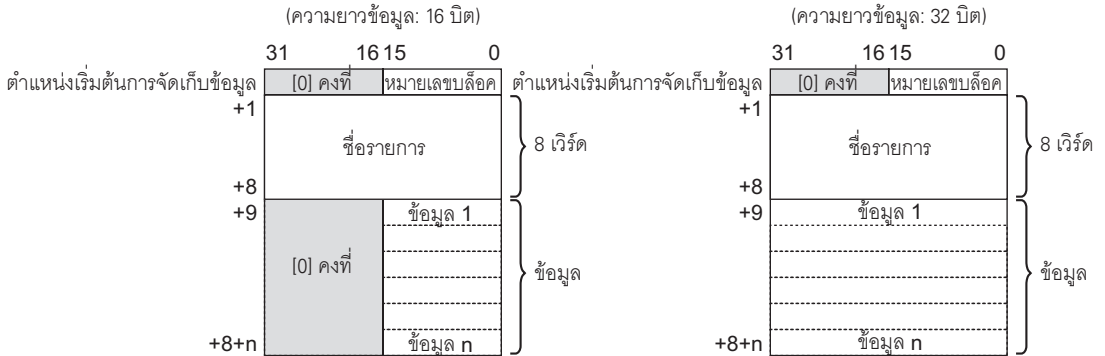 (ความยาวข้อมูล: 16 บิต)
31 16 15 0
ตำแหน่งเริ่มต้นการจัดเก็บข้อมูล [0] คงที่ หมายเลขบล็อค
+1
ชื่อรายการ
8 เวิร์ด
+8
+9 ข้อมูล 1
[0] คงที่
ข้อมูล
+8+n ข้อมูล n
(ความยาวข้อมูล: 32 บิต)
31 16 15 0
ตำแหน่งเริ่มต้นการจัดเก็บข้อมูล [0] คงที่ หมายเลขบล็อค
+1
ชื่อรายการ
8 เวิร์ด
+8
+9 ข้อมูล 1
ข้อมูล
+8+n ข้อมูล n